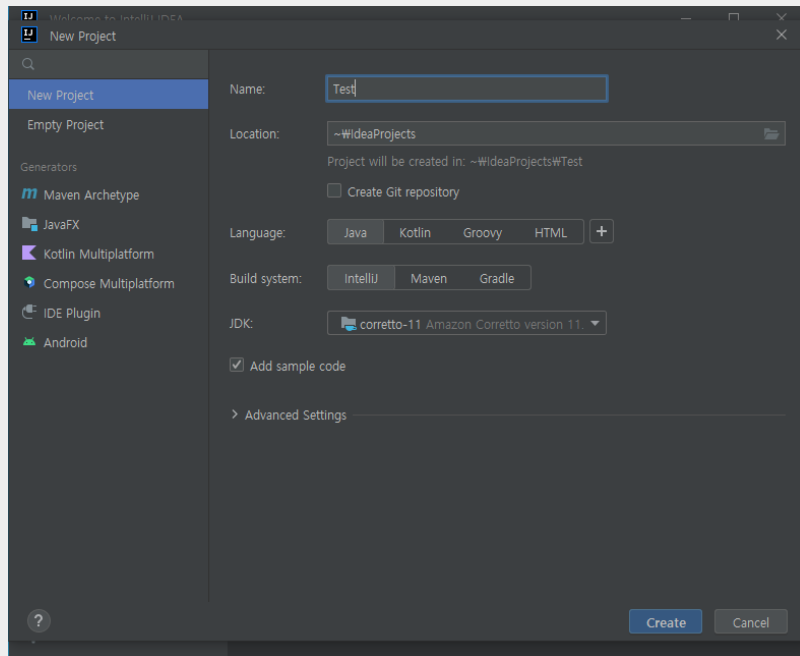 Welcome to IntelliJ IDEA
New Project
New Project
Empty Project
Generators
Maven Archetype
JavaFX
Kotlin Multiplatform
Compose Multiplatform
IDE Plugin
Android
Name: Test
Location: ~₩IdeaProjects
Project will be created in: ~₩IdeaProjects₩Test
Create Git repository
Language: Java Kotlin Groovy HTML +
Build system: IntelliJ Maven Gradle
JDK: corretto-11 Amazon Corretto version 11.
Add sample code
Advanced Settings
? Create Cancel